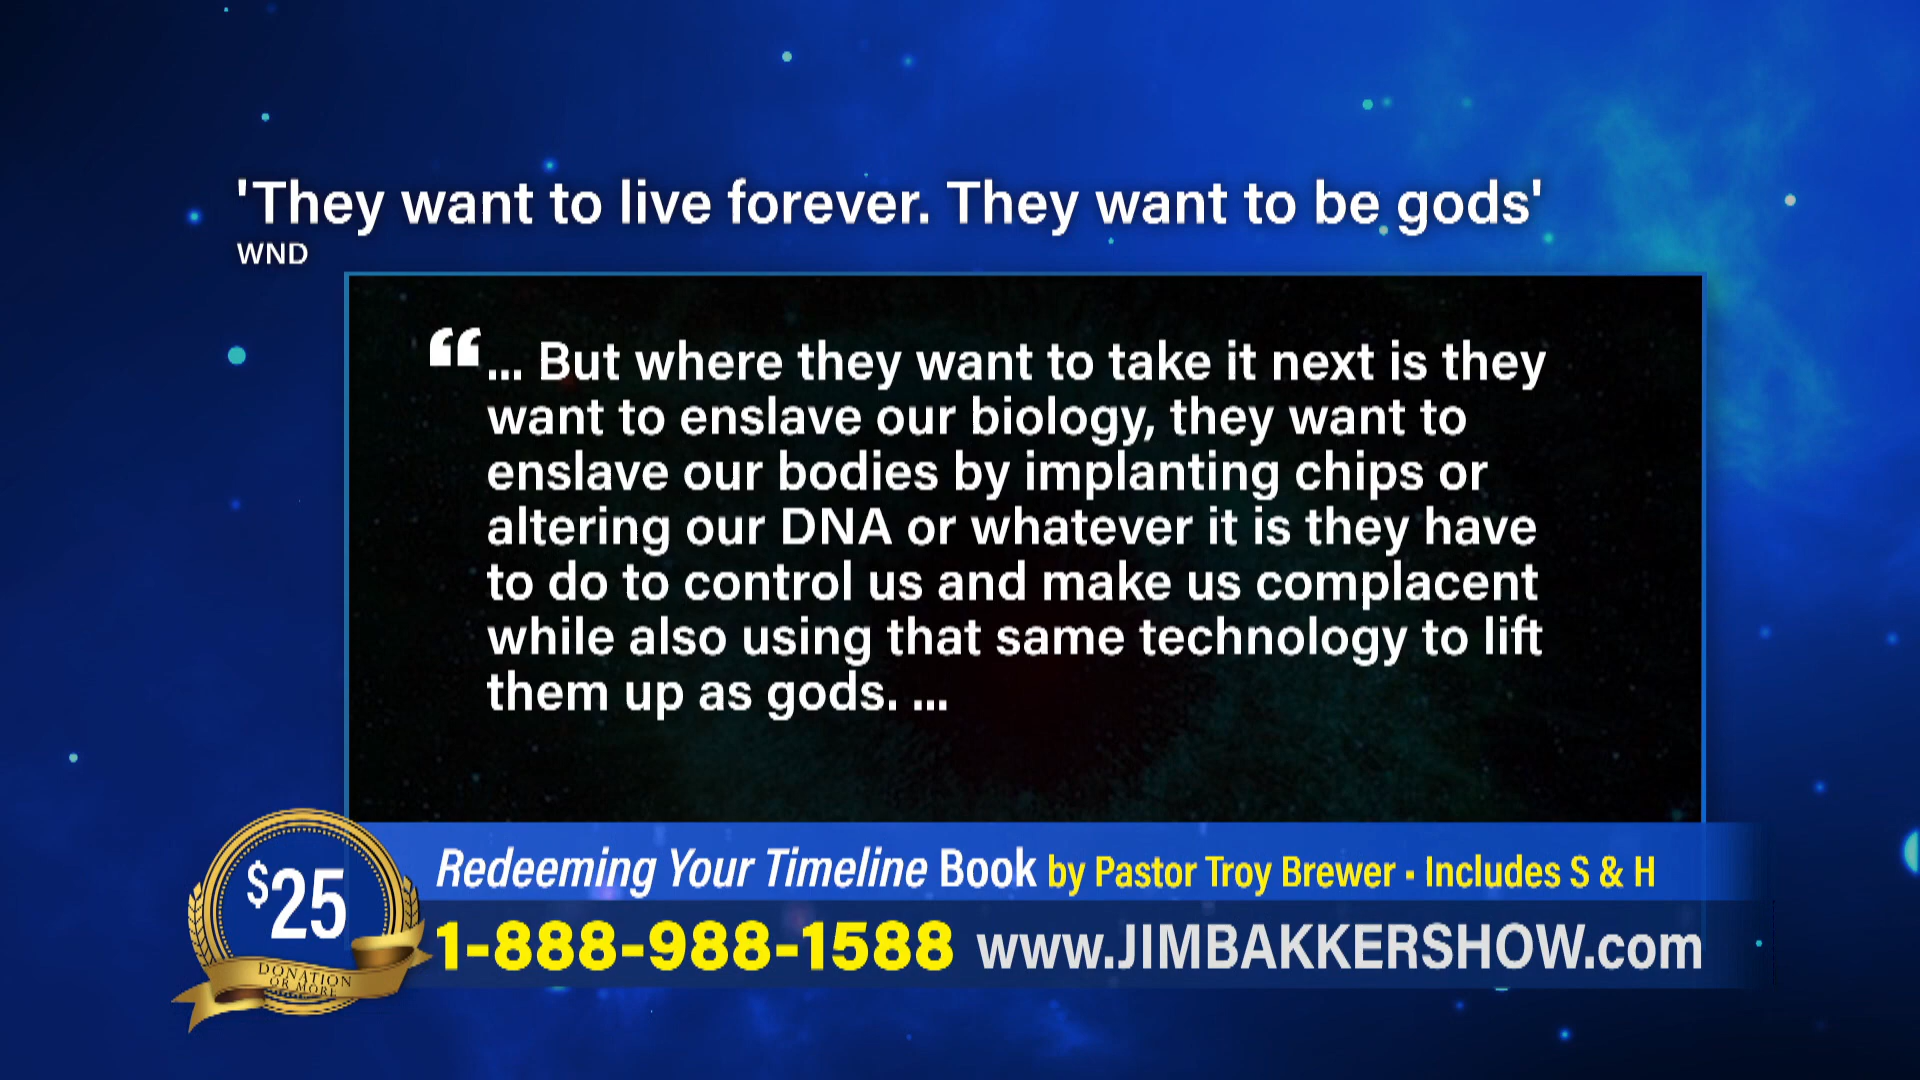 'They want to live forever. They want to be gods'
WND
“... But where they want to take it next is they
want to enslave our biology, they want to
enslave our bodies by implanting chips or
altering our DNA or whatever it is they have
to do to control us and make us complacent
while also using that same technology to lift
them up as gods. ...
$25
DONATION
OR MORE
Redeeming Your Timeline Book by Pastor Troy Brewer - Includes S & H
1-888-988-1588 www.JIMBAKKERSHOW.com